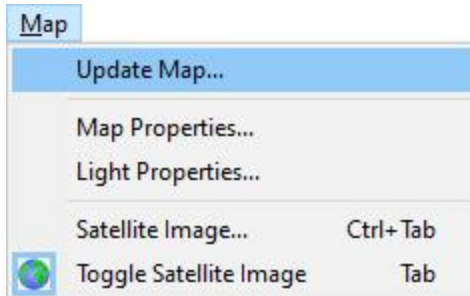 Map
Update Map...
Map Properties...
Light Properties...
Satellite Image... Ctrl+Tab
Toggle Satellite Image Tab